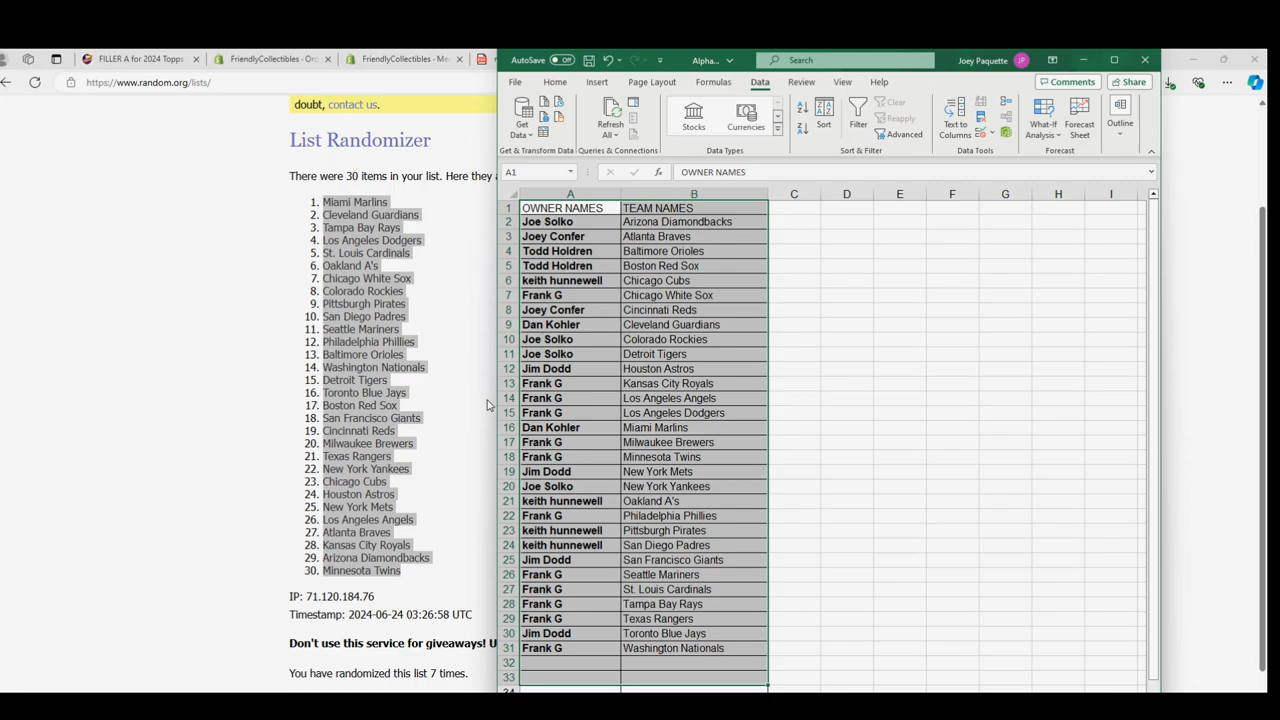 FILLER A for 2024 Topps
FriendlyCollectibles - Or
FriendlyCollectibles - Me
https://www.random.org/lists/
doubt, contact us.
List Randomizer
There were 30 items in your list. Here they a
1. Miami Marlins
2. Cleveland Guardians
3. Tampa Bay Rays
4. Los Angeles Dodgers
5. St. Louis Cardinals
6. Oakland A's
7. Chicago White Sox
8. Colorado Rockies
9. Pittsburgh Pirates
10. San Diego Padres
11. Seattle Mariners
12. Philadelphia Phillies
13. Baltimore Orioles
14. Washington Nationals
15. Detroit Tigers
16. Toronto Blue Jays
17. Boston Red Sox
18. San Francisco Giants
19. Cincinnati Reds
20. Milwaukee Brewers
21. Texas Rangers
22. New York Yankees
23. Chicago Cubs
24. Houston Astros
25. New York Mets
26. Los Angeles Angels
27. Atlanta Braves
28. Kansas City Royals
29. Arizona Diamondbacks
30. Minnesota Twins
IP: 71.120.184.76
Timestamp: 2024-06-24 03:26:58 UTC
Don't use this service for giveaways! U
You have randomized this list 7 times.
AutoSave Off Alpha... Search Joey Paquette JP
File Home Insert Page Layout Formulas Data Review View Help Comments Share
Get Data Refresh All Stocks Currencies Sort Filter Clear Reapply Advanced Text to Columns What-If Analysis Forecast Sheet Outline
Get & Transform Data Queries & Connections Data Types Sort & Filter Data Tools Forecast
A1 fx OWNER NAMES
A B C D E F G H I
1 OWNER NAMES TEAM NAMES
2 Joe Solko Arizona Diamondbacks
3 Joey Confer Atlanta Braves
4 Todd Holdren Baltimore Orioles
5 Todd Holdren Boston Red Sox
6 keith hunnewell Chicago Cubs
7 Frank G Chicago White Sox
8 Joey Confer Cincinnati Reds
9 Dan Kohler Cleveland Guardians
10 Joe Solko Colorado Rockies
11 Joe Solko Detroit Tigers
12 Jim Dodd Houston Astros
13 Frank G Kansas City Royals
14 Frank G Los Angeles Angels
15 Frank G Los Angeles Dodgers
16 Dan Kohler Miami Marlins
17 Frank G Milwaukee Brewers
18 Frank G Minnesota Twins
19 Jim Dodd New York Mets
20 Joe Solko New York Yankees
21 keith hunnewell Oakland A's
22 Frank G Philadelphia Phillies
23 keith hunnewell Pittsburgh Pirates
24 keith hunnewell San Diego Padres
25 Jim Dodd San Francisco Giants
26 Frank G Seattle Mariners
27 Frank G St. Louis Cardinals
28 Frank G Tampa Bay Rays
29 Frank G Texas Rangers
30 Jim Dodd Toronto Blue Jays
31 Frank G Washington Nationals
32
33